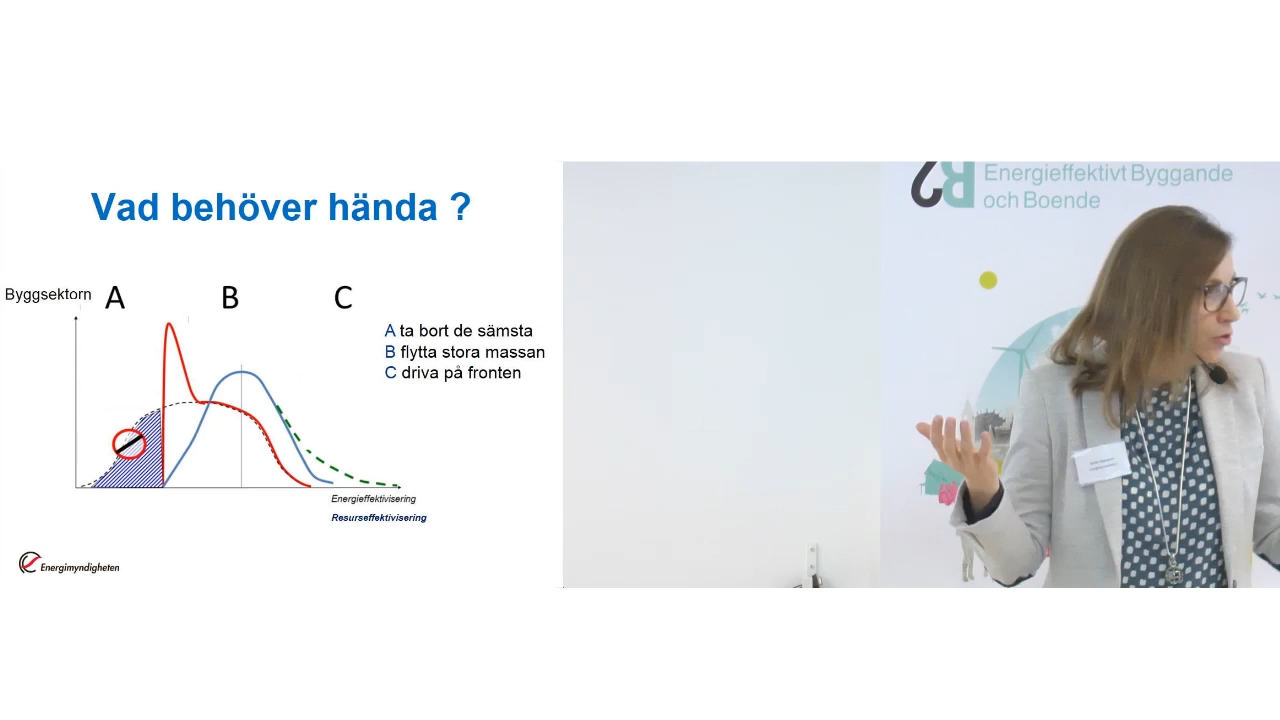 Vad behöver hända ?
Byggsektorn
A
B
C
A ta bort de sämsta
B flytta stora massan
C driva på fronten
Energieffektivisering
Resurseffektivisering
Energimyndigheten
Energieffektivt Byggande
och Boende